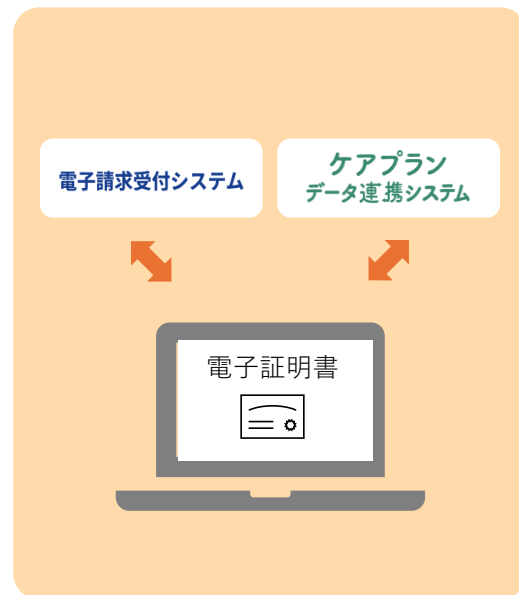 電子請求受付システム
ケアプラン
データ連携システム
電子証明書